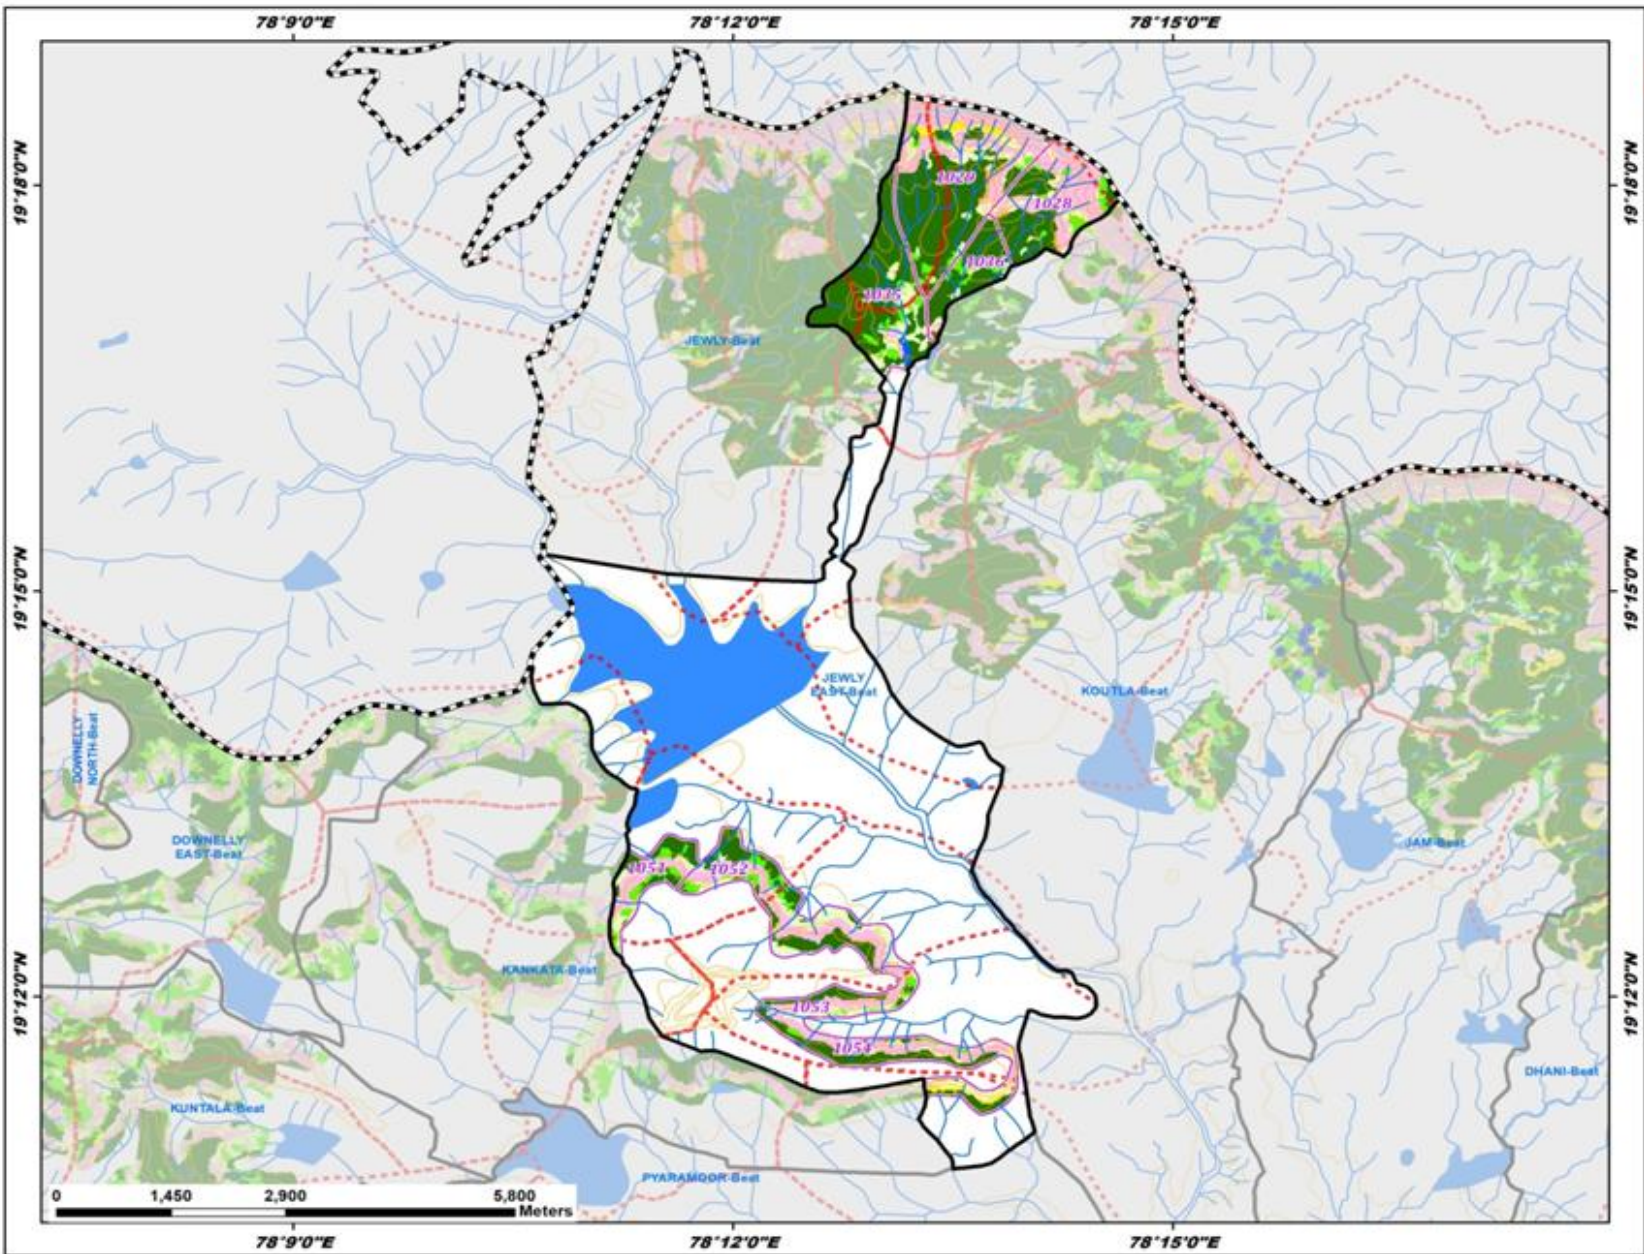 78°9'0"E
78°12'0"E
78°15'0"E
19°18'0"N
19°18'0"N
1029
1028
1036
1035
JEWLY-Beat
19°15'0"N
19°15'0"N
JEWLY
EAST-Beat
KOUTLA-Beat
DOWNELLY
NORTH-Beat
DOWNELLY
EAST-Beat
JAM-Beat
1051
1052
KANKATA-Beat
19°12'0"N
19°12'0"N
1053
1054
DHANI-Beat
KUNTALA-Beat
PYARAMOOR-Beat
0
1,450
2,900
5,800
Meters
78°9'0"E
78°12'0"E
78°15'0"E